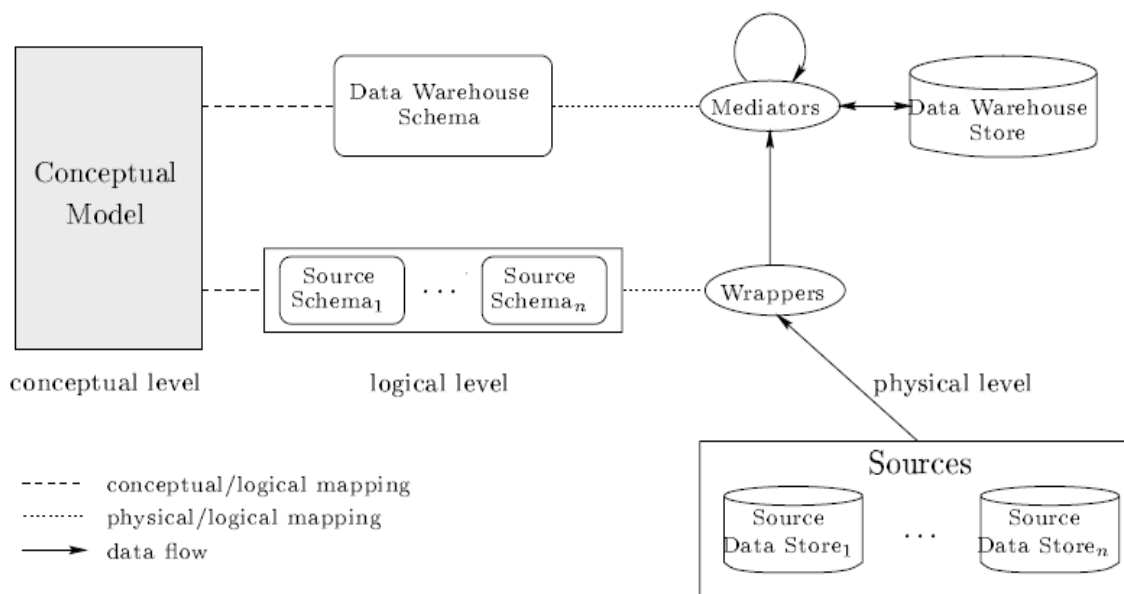 Conceptual
Model
Data Warehouse
Schema
Mediators
Data Warehouse
Store
Source
Schema₁
. . .
Source
Schemaₙ
Wrappers
conceptual level
logical level
physical level
Sources
Source
Data Store₁
. . .
Source
Data Storeₙ
conceptual/logical mapping
physical/logical mapping
data flow